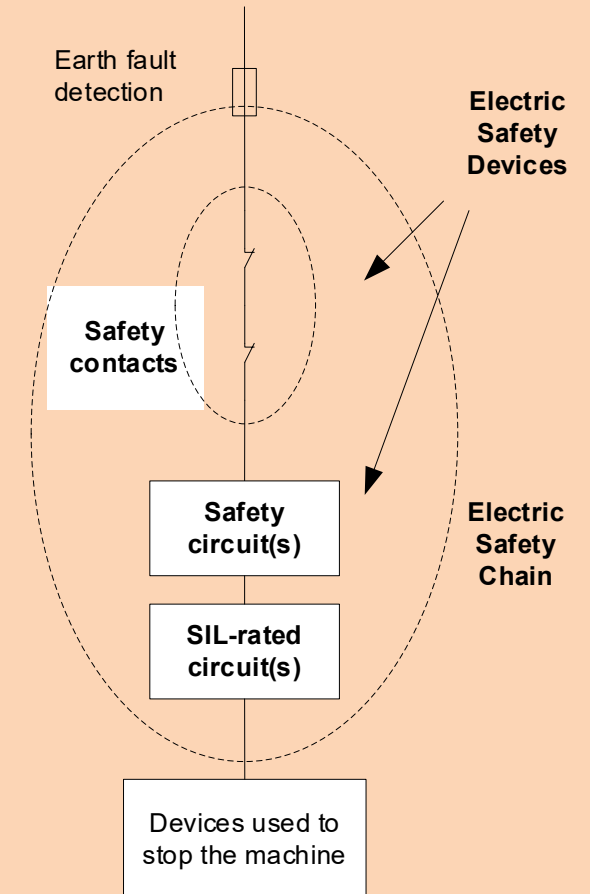 Earth fault
detection
Electric
Safety
Devices
Safety
contacts
Safety
circuit(s)
Electric
Safety
Chain
SIL-rated
circuit(s)
Devices used to
stop the machine